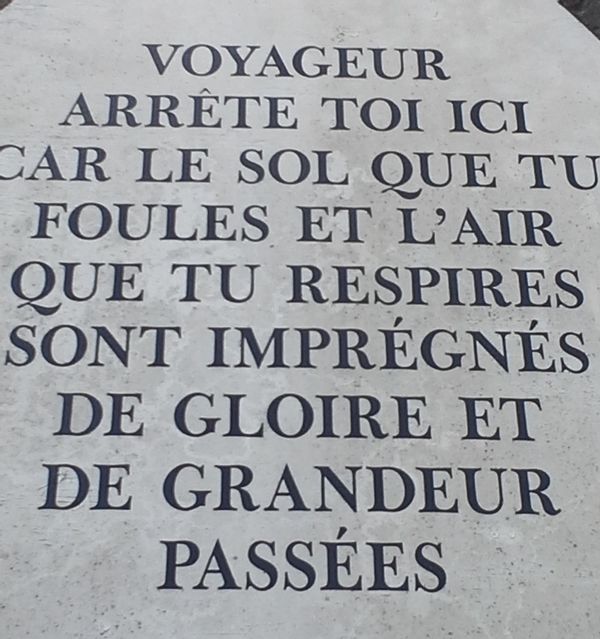 VOYAGEUR
ARRÊTE TOI ICI
CAR LE SOL QUE TU
FOULES ET L'AIR
QUE TU RESPIRES
SONT IMPRÉGNÉS
DE GLOIRE ET
DE GRANDEUR
PASSÉES